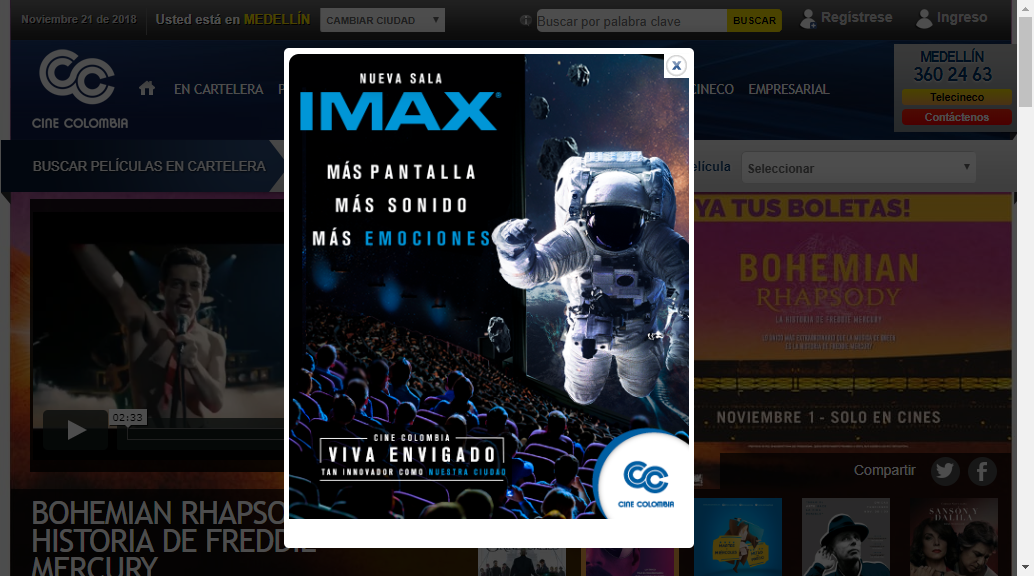 Noviembre 21 de 2018
Usted está en MEDELLÍN
CAMBIAR CIUDAD
Buscar por palabra clave
BUSCAR
Registrese
Ingreso
CINE COLOMBIA
EN CARTELERA
CINECO
EMPRESARIAL
MEDELLÍN
360 24 63
Telecineco
Contáctenos
BUSCAR PELÍCULAS EN CARTELERA
Seleccionar
NUEVA SALA
IMAX
MÁS PANTALLA
MÁS SONIDO
MÁS EMOCIONES
CINE COLOMBIA
VIVA ENVIGADO
TAN INNOVADOR COMO NUESTRA CIUDAD
CINE COLOMBIA
YA TUS BOLETAS!
BOHEMIAN
RHAPSODY
LA HISTORIA DE FREDDIE MERCURY
NOVIEMBRE 1 - SOLO EN CINES
02:33
Compartir
BOHEMIAN RHAPSO
HISTORIA DE FREDDIE
MERCURY
SANSÓN Y
DALILA